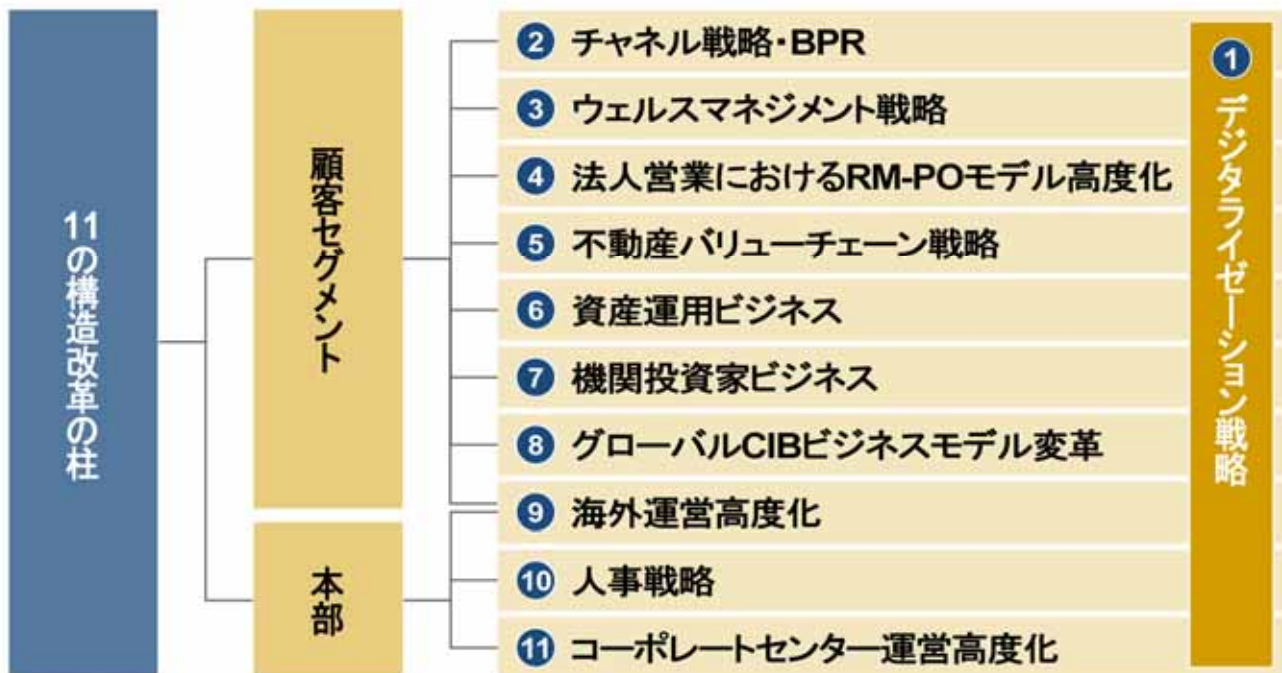 11の構造改革の柱
顧客セグメント
本部
② チャネル戦略・BPR
③ ウェルスマネジメント戦略
④ 法人営業におけるRM-POモデル高度化
⑤ 不動産バリューチェーン戦略
⑥ 資産運用ビジネス
⑦ 機関投資家ビジネス
⑧ グローバルCIBビジネスモデル変革
⑨ 海外運営高度化
⑩ 人事戦略
⑪ コーポレートセンター運営高度化
① デジタライゼーション戦略